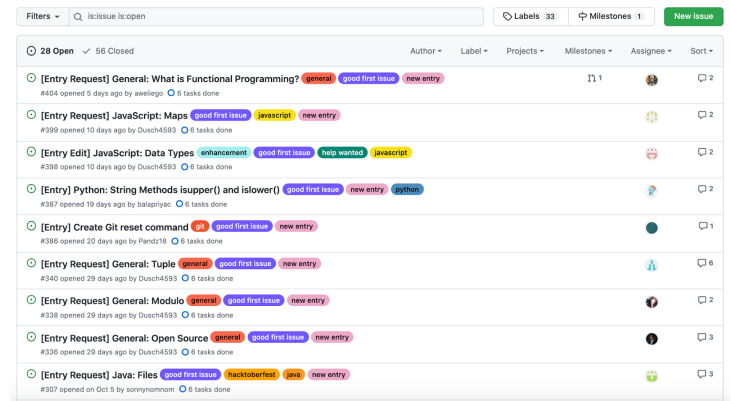 Filters is:issue is:open Labels 33 Milestones 1 New issue
28 Open 56 Closed Author Label Projects Milestones Assignee Sort
[Entry Request] General: What is Functional Programming? general good first issue new entry 1 2
#404 opened 5 days ago by aweliego 6 tasks done
[Entry Request] JavaScript: Maps good first issue javascript new entry 2
#399 opened 10 days ago by Dusch4593 6 tasks done
[Entry Edit] JavaScript: Data Types enhancement good first issue help wanted javascript 2
#398 opened 10 days ago by Dusch4593 6 tasks done
[Entry] Python: String Methods isupper() and islower() good first issue new entry python 2
#387 opened 19 days ago by balapriyac 6 tasks done
[Entry] Create Git reset command git good first issue new entry 1
#386 opened 20 days ago by Pandz18 6 tasks done
[Entry Request] General: Tuple general good first issue new entry 6
#340 opened 29 days ago by Dusch4593 6 tasks done
[Entry Request] General: Modulo general good first issue new entry 2
#338 opened 29 days ago by Dusch4593 6 tasks done
[Entry Request] General: Open Source general good first issue new entry 3
#336 opened 29 days ago by Dusch4593 6 tasks done
[Entry Request] Java: Files good first issue hacktoberfest java new entry 3
#307 opened on Oct 5 by sonnynomnom 6 tasks done